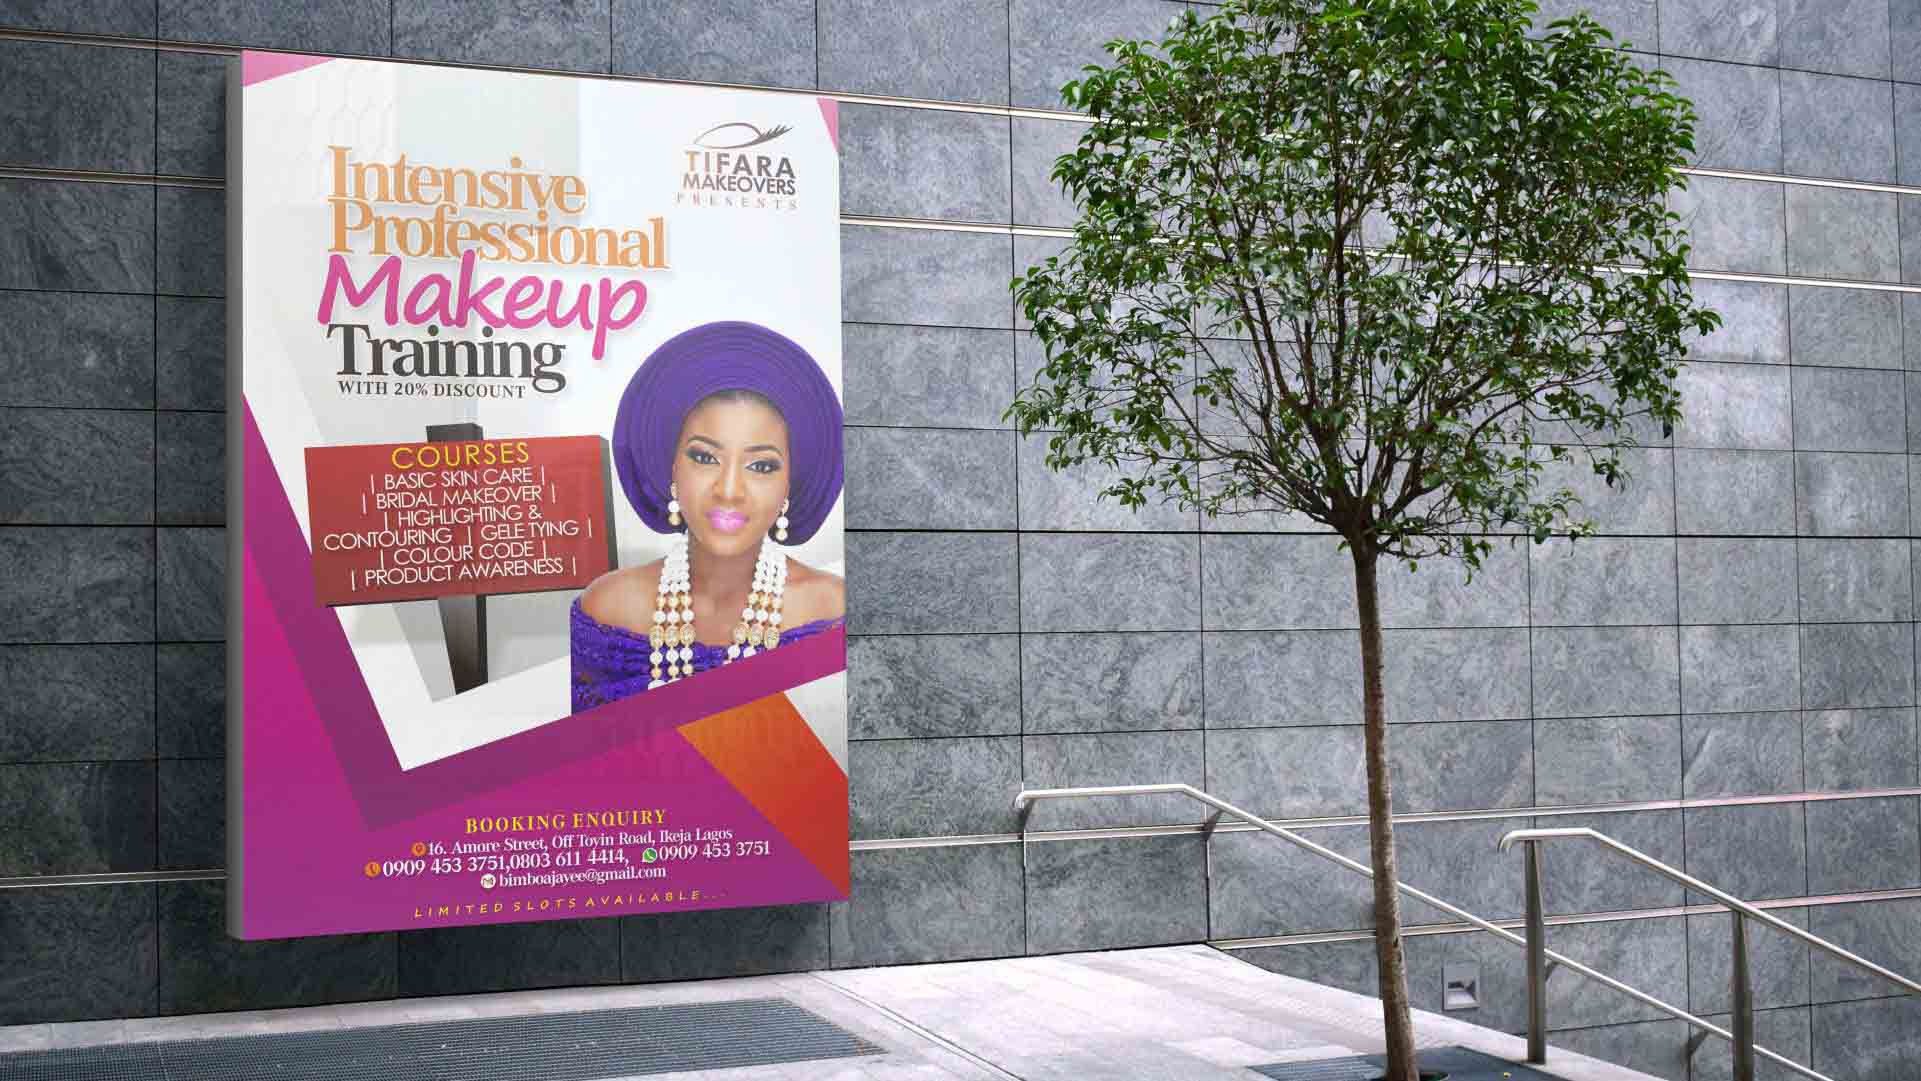 TIFARA
MAKEOVERS
PRESENTS
Intensive
Professional
Makeup
Training
WITH 20% DISCOUNT
COURSES
| BASIC SKIN CARE |
| BRIDAL MAKEOVER |
| HIGHLIGHTING &
CONTOURING | GELE TYING |
| COLOUR CODE |
| PRODUCT AWARENESS |
BOOKING ENQUIRY
16. Amore Street, Off Toyin Road, Ikeja Lagos
0909 453 3751,0803 611 4414, 0909 453 3751
bimboajayee@gmail.com
LIMITED SLOTS AVAILABLE...